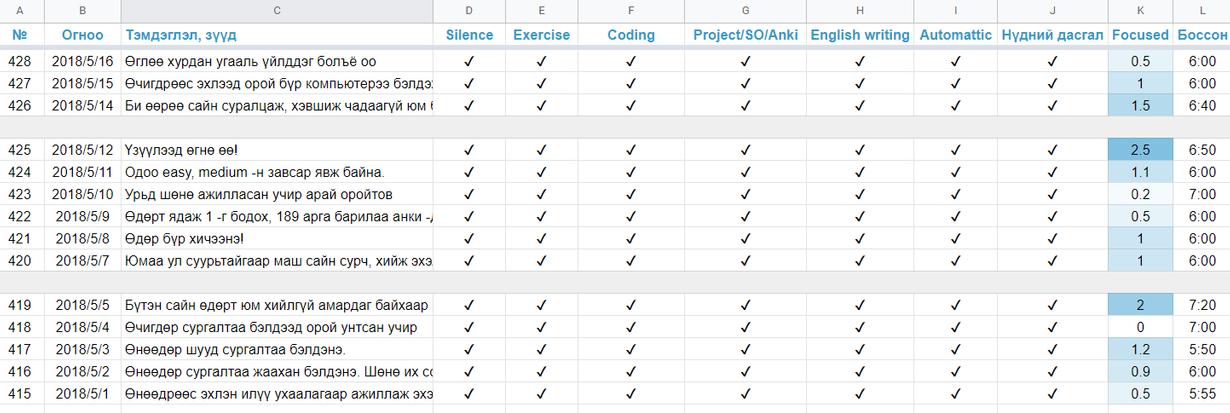 A B C D E F G H I J K L
№ Огноо Тэмдэглэл, зүүд Silence Exercise Coding Project/SO/Anki English writing Automattic Нүдний дасгал Focused Боссон
428 2018/5/16 Өглөө хурдан угааль үйлддэг болъё оо ✓ ✓ ✓ ✓ ✓ ✓ ✓ 0.5 6:00
427 2018/5/15 Өчигдрөөс эхлээд орой бүр компьютерээ ✓ ✓ ✓ ✓ ✓ ✓ ✓ 1 6:00
426 2018/5/14 Би өөрөө сайн суралцаж, хэвшиж чадаагүй юм ✓ ✓ ✓ ✓ ✓ ✓ ✓ 1.5 6:40
425 2018/5/12 Үзүүлээд өгнө өө! ✓ ✓ ✓ ✓ ✓ ✓ ✓ 2.5 6:50
424 2018/5/11 Одоо easy, medium -н завсар явж байна. ✓ ✓ ✓ ✓ ✓ ✓ ✓ 1.1 6:00
423 2018/5/10 Урьд шөнө ажилласан учир арай оройтов ✓ ✓ ✓ ✓ ✓ ✓ ✓ 0.2 7:00
422 2018/5/9 Өдөрт ядаж 1 -г бодох, 189 арга барилаа анки ✓ ✓ ✓ ✓ ✓ ✓ ✓ 0.5 6:00
421 2018/5/8 Өдөр бүр хичээнэ! ✓ ✓ ✓ ✓ ✓ ✓ ✓ 1 6:00
420 2018/5/7 Юмаа ул суурьтайгаар маш сайн сурч, хийж ✓ ✓ ✓ ✓ ✓ ✓ ✓ 1 6:00
419 2018/5/5 Бүтэн сайн өдөрт юм хийлгүй амардаг байхаар ✓ ✓ ✓ ✓ ✓ ✓ ✓ 2 7:20
418 2018/5/4 Өчигдөр сургалтаа бэлдээд орой унтсан учир ✓ ✓ ✓ ✓ ✓ ✓ ✓ 0 7:00
417 2018/5/3 Өнөөдөр шууд сургалтаа бэлдэнэ. ✓ ✓ ✓ ✓ ✓ ✓ ✓ 1.2 5:50
416 2018/5/2 Өнөөдөр сургалтаа жаахан бэлдэнэ. Шөнө их ✓ ✓ ✓ ✓ ✓ ✓ ✓ 0.9 6:00
415 2018/5/1 Өнөөдрөөс эхлэн илүү ухаалагаар ажиллаж ✓ ✓ ✓ ✓ ✓ ✓ ✓ 0.5 5:55